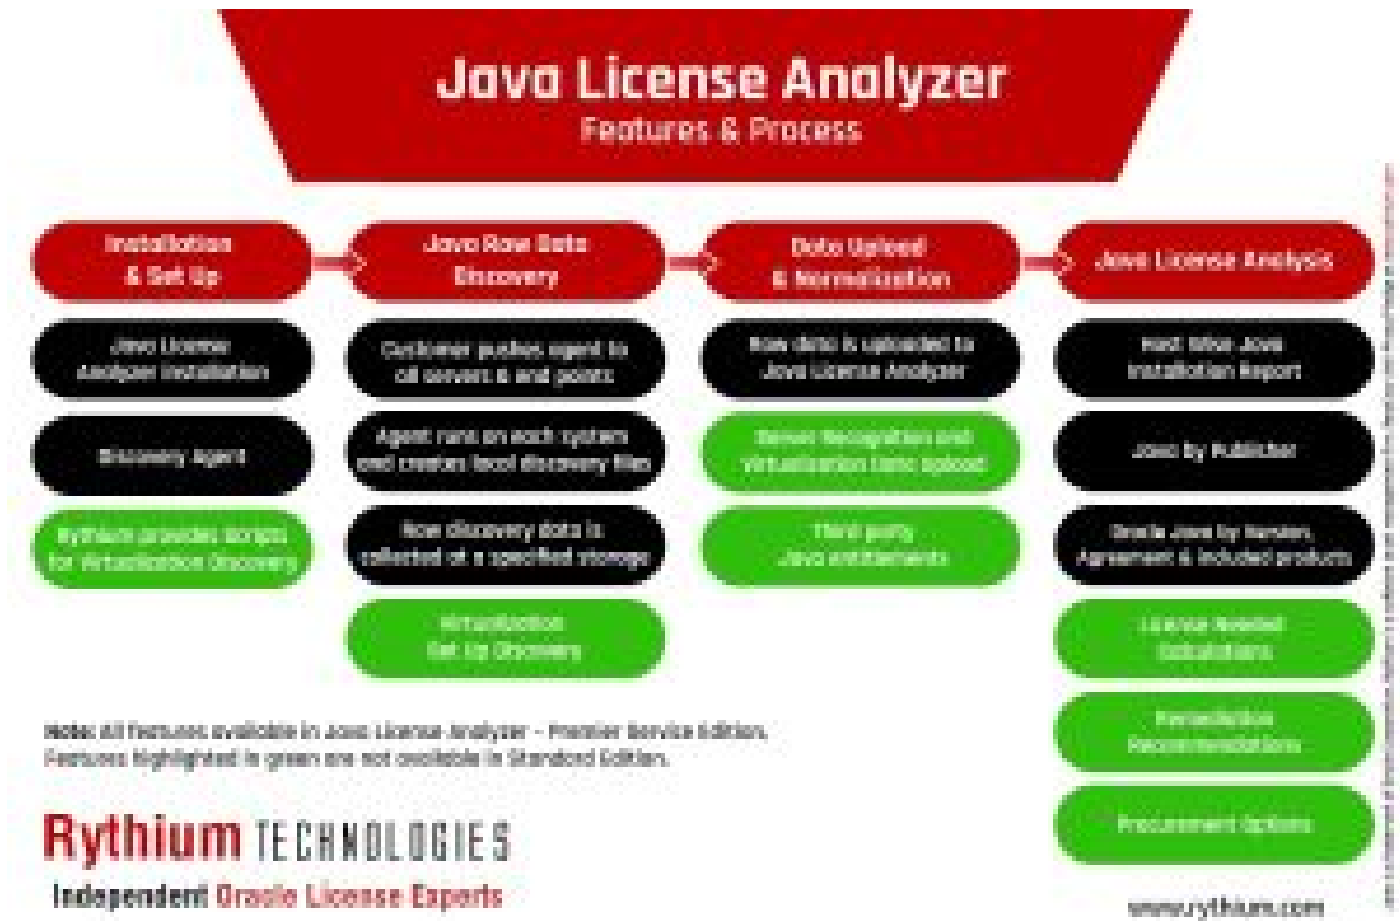 Java License Analyzer
Features & Process
Installation
& Set Up
Java Raw Data
Discovery
Data Upload
& Normalization
Java License Analysis
Java License
Analyzer Installation
Discovery Agent
Rythium provides scripts
for Virtualization Discovery
Customer pushes agent to
all servers & end points
Agent runs on each system
and creates local discovery files
Raw discovery data is
collected at a specified storage
Virtualization
Set Up Discovery
Raw data is uploaded to
Java License Analyzer
Server Recognition and
Virtualization Data Upload
Third party
Java entitlements
Host Wise Java
Installation Report
Java by Publisher
Oracle Java by Version,
Agreement & included products
License Needed
Calculations
Remediation
Recommendations
Procurement Options
Note: All features available in Java License Analyzer - Premier Service Edition.
Features highlighted in green are not available in Standard Edition.
Rythium TECHNOLOGIES
Independent Oracle License Experts
www.rythium.com